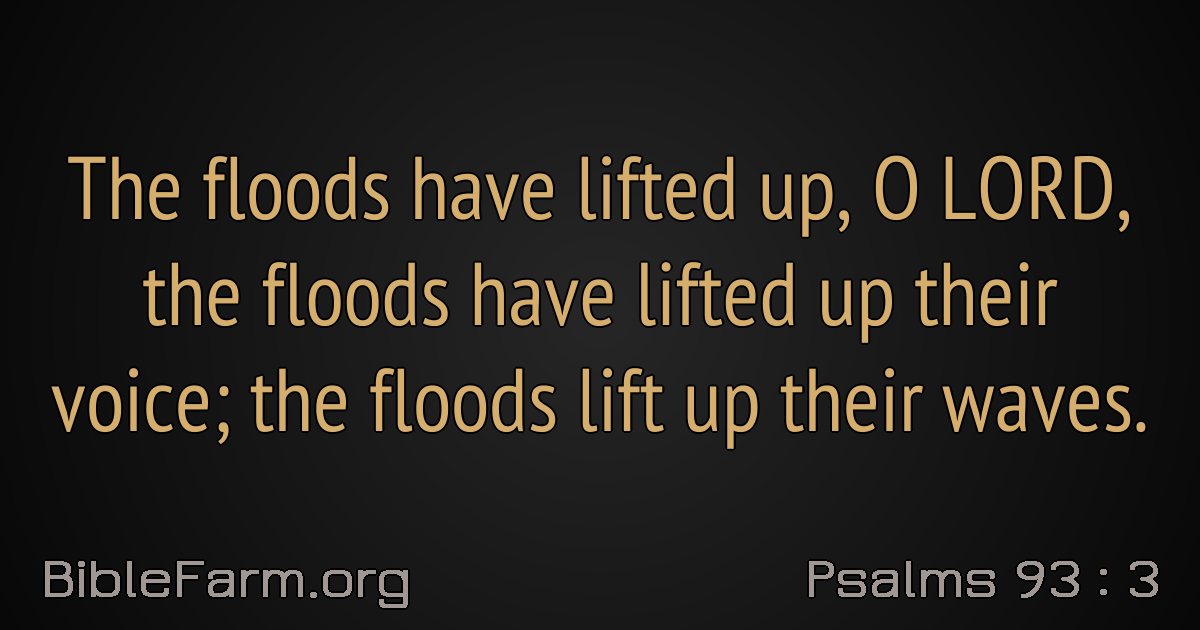 The floods have lifted up, O LORD,
the floods have lifted up their
voice; the floods lift up their waves.
BibleFarm.org
Psalms 93 : 3